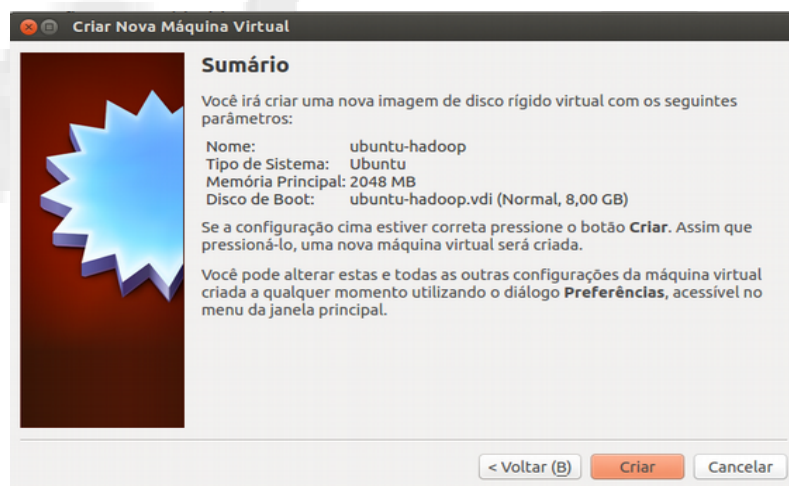 Criar Nova Máquina Virtual
Sumário
Você irá criar uma nova imagem de disco rígido virtual com os seguintes
parâmetros:
Nome: ubuntu-hadoop
Tipo de Sistema: Ubuntu
Memória Principal: 2048 MB
Disco de Boot: ubuntu-hadoop.vdi (Normal, 8,00 GB)
Se a configuração cima estiver correta pressione o botão Criar. Assim que
pressioná-lo, uma nova máquina virtual será criada.
Você pode alterar estas e todas as outras configurações da máquina virtual
criada a qualquer momento utilizando o diálogo Preferências, acessível no
menu da janela principal.
< Voltar (B) Criar Cancelar